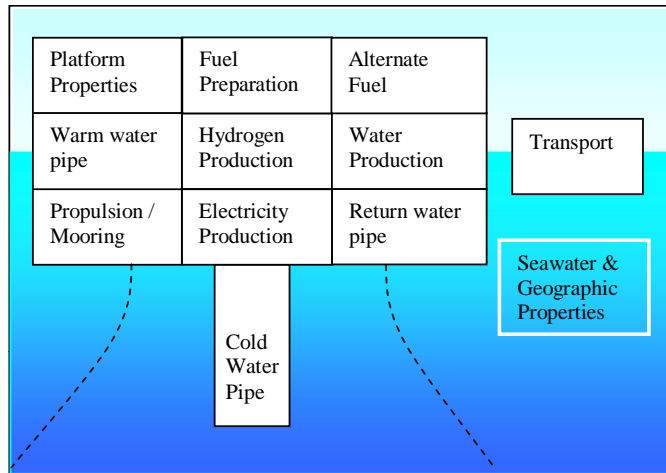 Platform
Properties
Fuel
Preparation
Alternate
Fuel
Warm water
pipe
Hydrogen
Production
Water
Production
Transport
Propulsion /
Mooring
Electricity
Production
Return water
pipe
Seawater &
Geographic
Properties
Cold
Water
Pipe